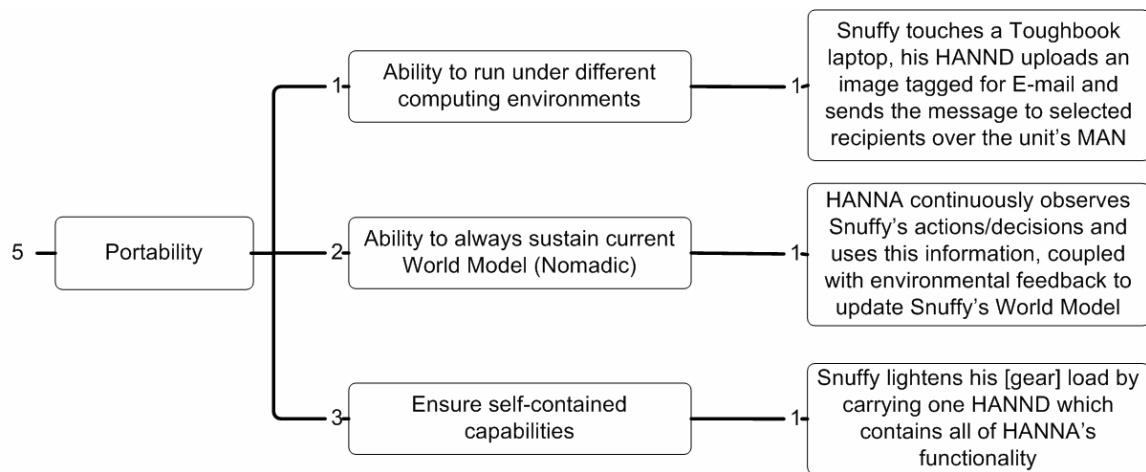 5
Portability
1
Ability to run under different
computing environments
1
Snuffy touches a Toughbook
laptop, his HANND uploads an
image tagged for E-mail and
sends the message to selected
recipients over the unit's MAN
2
Ability to always sustain current
World Model (Nomadic)
1
HANNA continuously observes
Snuffy's actions/decisions and
uses this information, coupled
with environmental feedback to
update Snuffy's World Model
3
Ensure self-contained
capabilities
1
Snuffy lightens his [gear] load by
carrying one HANND which
contains all of HANNA's
functionality